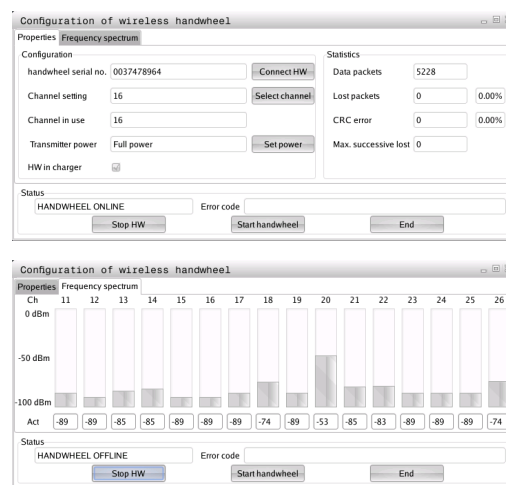 Configuration of wireless handwheel
Properties Frequency spectrum
Configuration Statistics
handwheel serial no. 0037478964 Connect HW Data packets 5228
Channel setting 16 Select channel Lost packets 0 0.00%
Channel in use 16 CRC error 0 0.00%
Transmitter power Full power Set power Max. successive lost 0
HW in charger
Status
HANDWHEEL ONLINE Error code
Stop HW Start handwheel End
Configuration of wireless handwheel
Properties Frequency spectrum
Ch 11 12 13 14 15 16 17 18 19 20 21 22 23 24 25 26
0 dBm
-50 dBm
-100 dBm
Act -89 -89 -85 -85 -89 -89 -89 -74 -89 -53 -85 -83 -89 -89 -89 -74
Status
HANDWHEEL OFFLINE Error code
Stop HW Start handwheel End